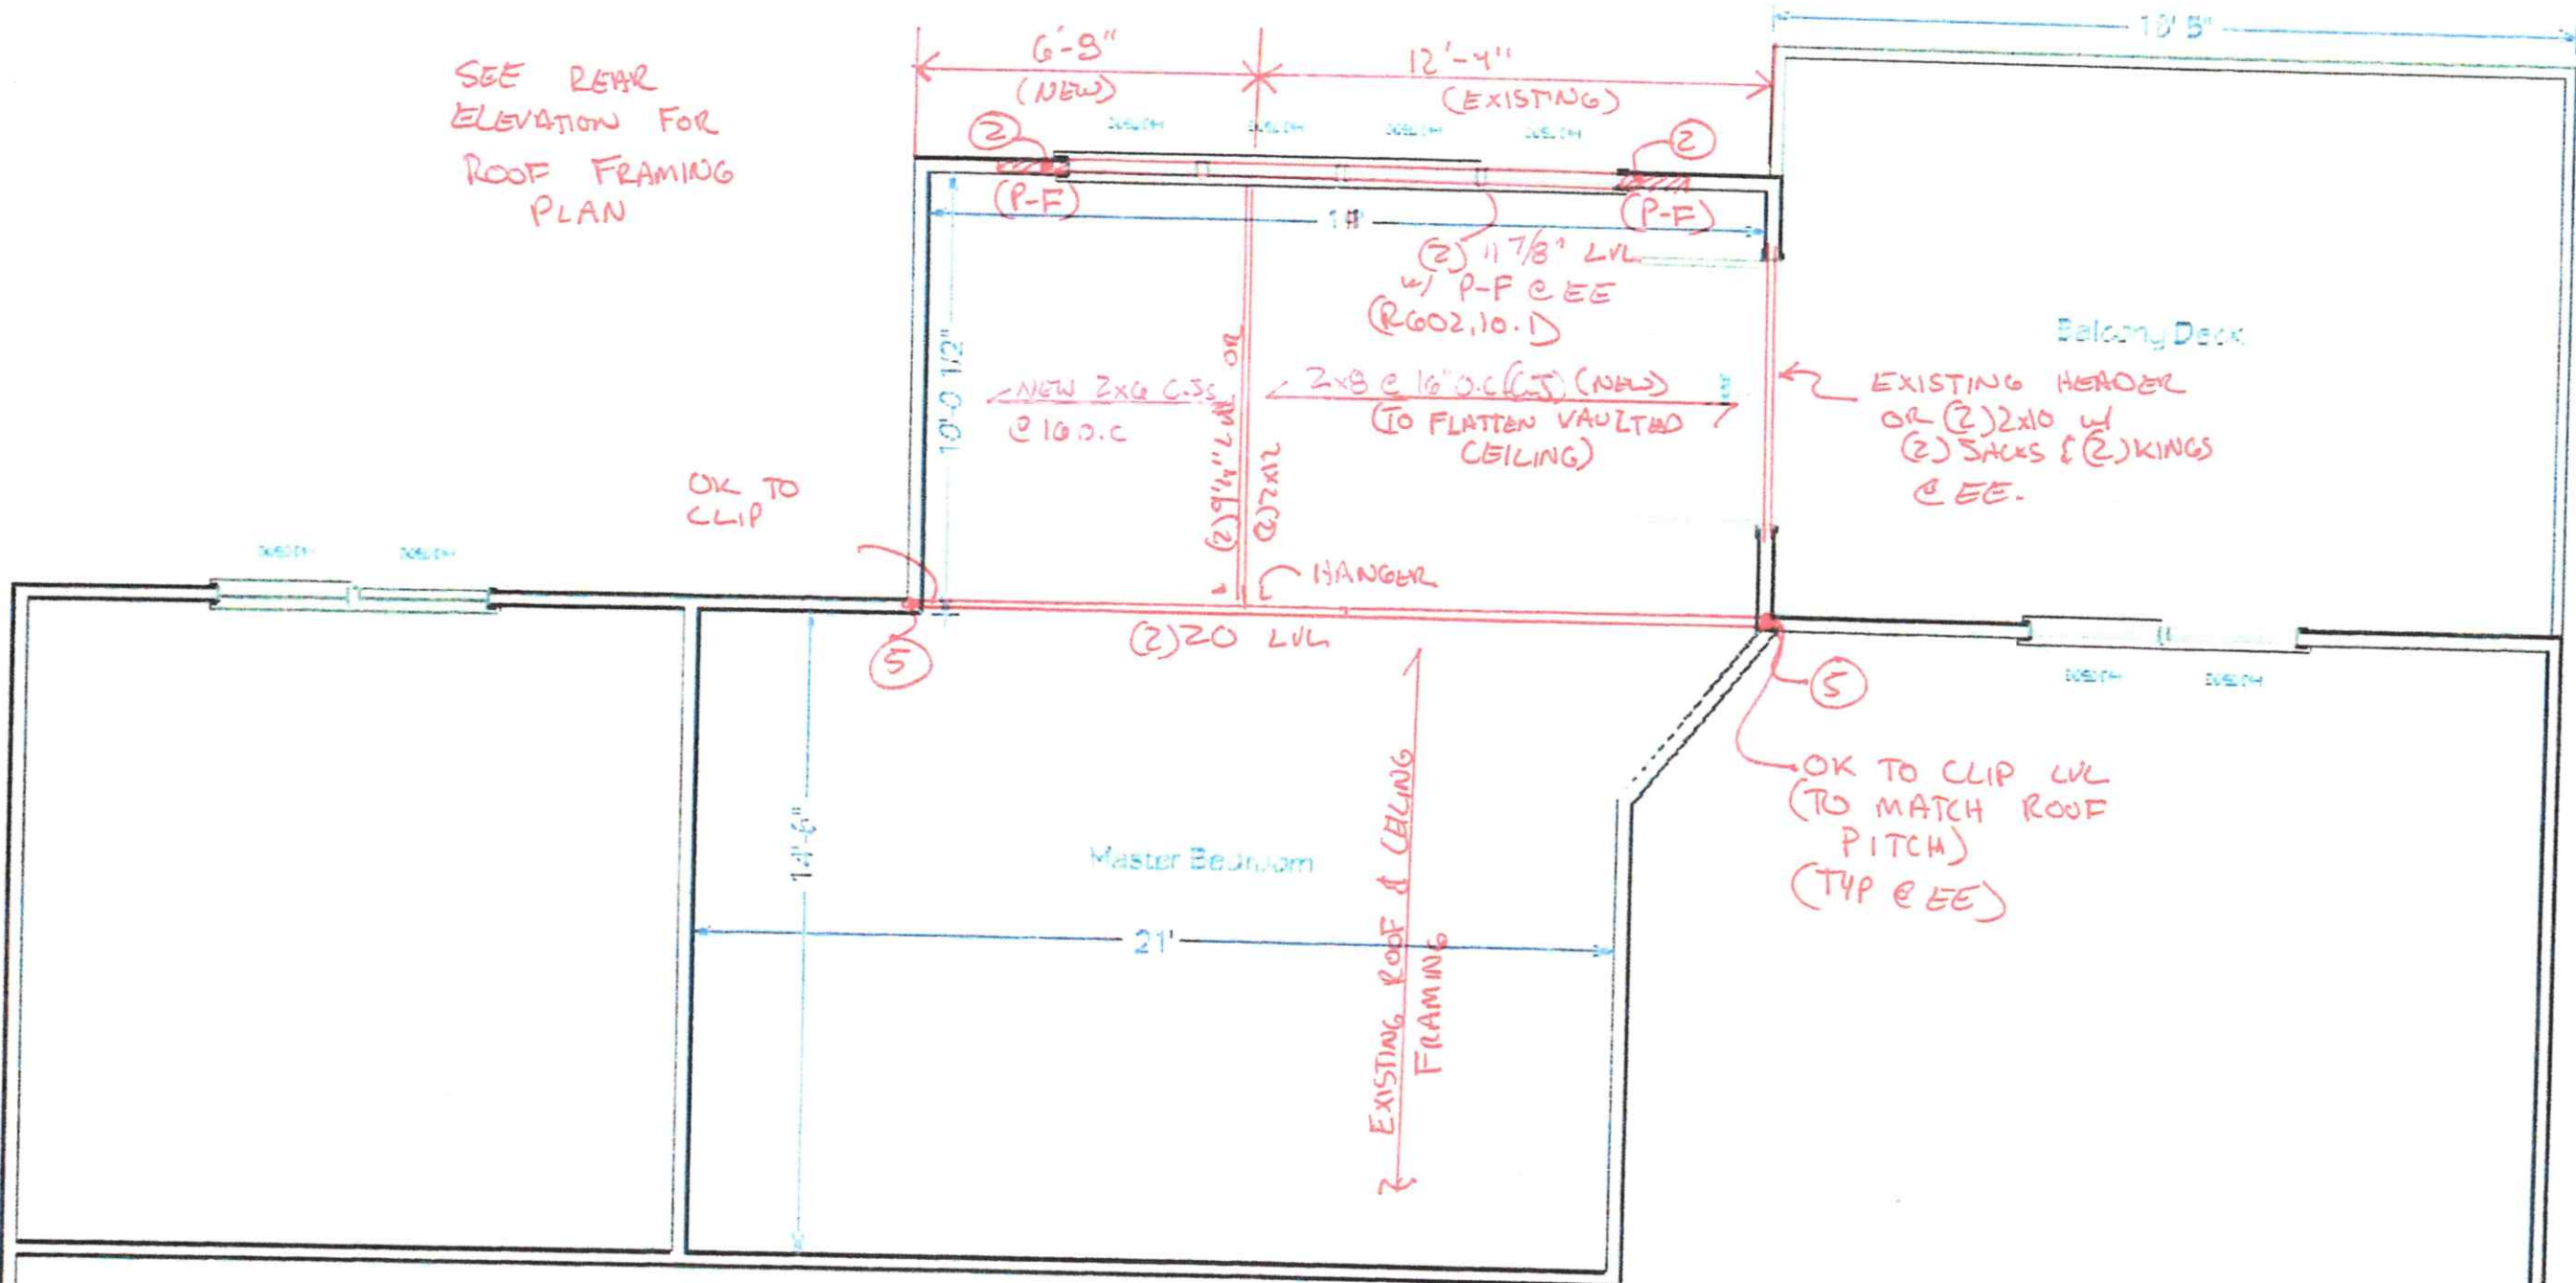 SEE REAR
ELEVATION FOR
ROOF FRAMING
PLAN
6'-8"
(NEW)
12'-4"
(EXISTING)
18' 5"
2
2
(P-F)
(P-F)
(2) 11 7/8" LVL
w/ P-F @ EE
(R602.10.1)
10'-0 1/2"
NEW 2x6 C.Js
@ 16 O.C
(2) 9 1/4" LVL OR
(2) 2x12
2x8 @ 16" O.C (C.J) (NEW)
(TO FLATTEN VAULTED
CEILING)
Balcony Deck
EXISTING HEADER
OR (2) 2x10 w/
(2) JACKS & (2) KINGS
@ EE.
OK TO
CLIP
HANGER
(2) 20 LVL
5
5
OK TO CLIP LVL
(TO MATCH ROOF
PITCH)
(TYP @ EE)
14'-6"
Master Bedroom
21'
EXISTING ROOF & CEILING
FRAMING